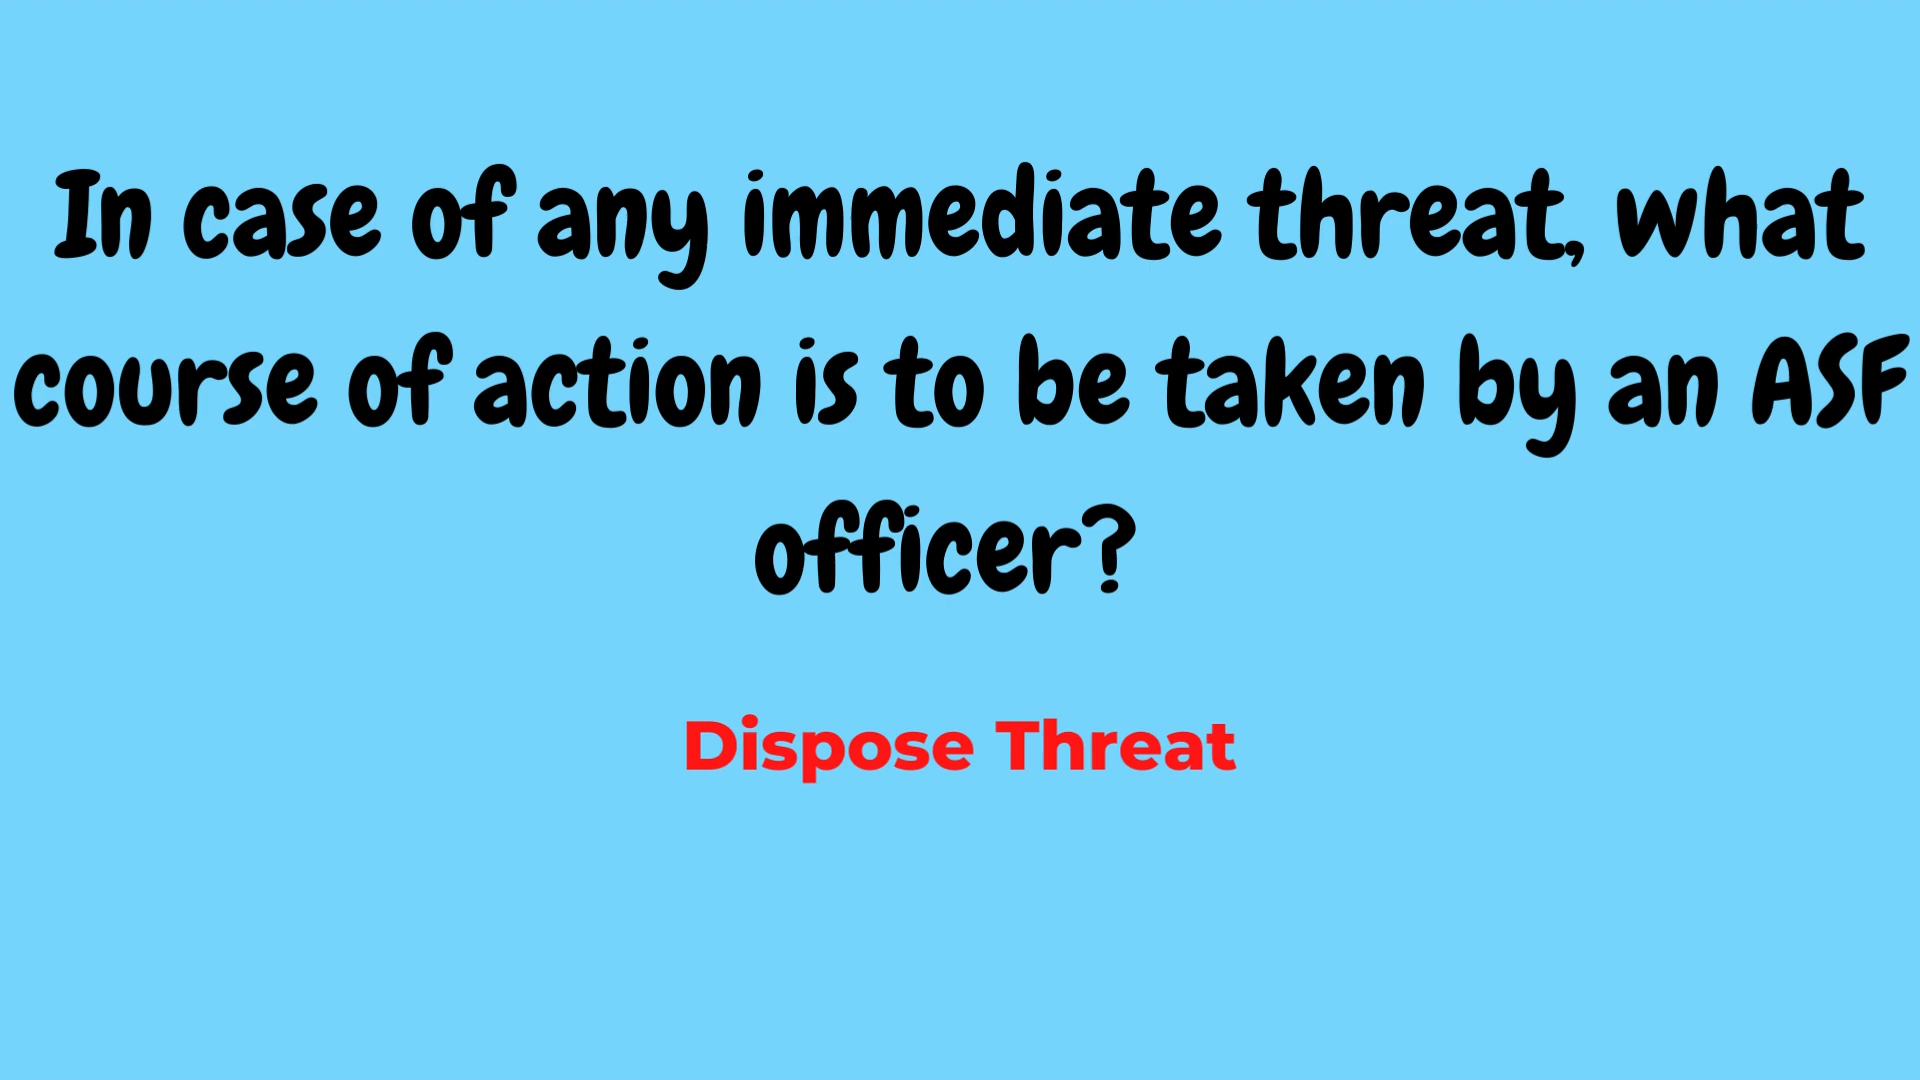 In case of any immediate threat, what
course of action is to be taken by an ASF
officer?
Dispose Threat